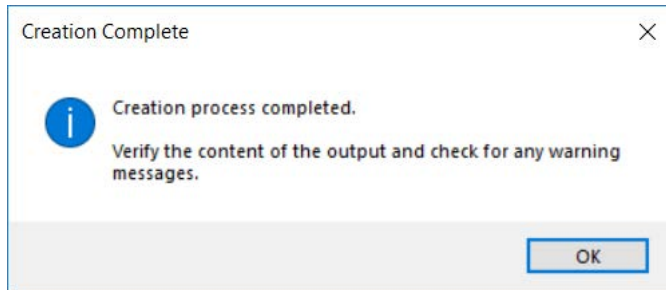 Creation Complete
Creation process completed.
Verify the content of the output and check for any warning
messages.
OK